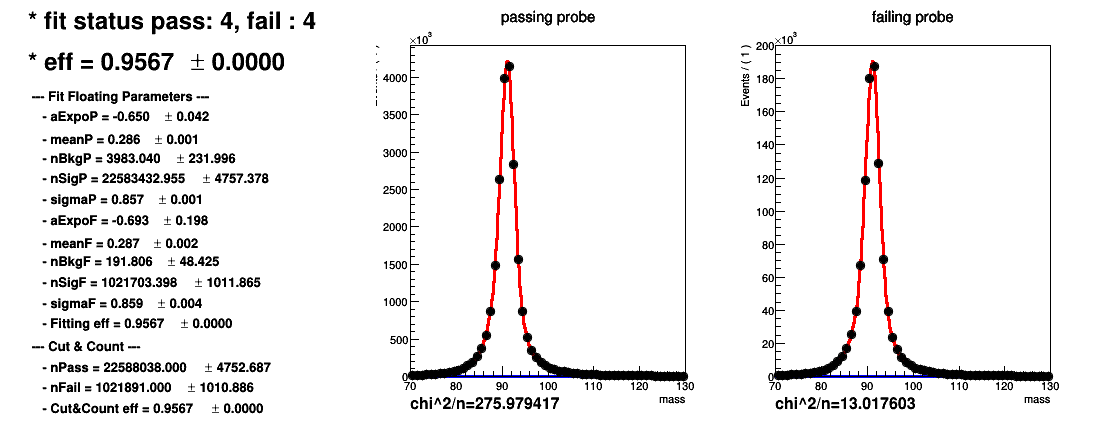 * fit status pass: 4, fail : 4
* eff = 0.9567 ± 0.0000
--- Fit Floating Parameters ---
- aExpoP = -0.650 ± 0.042
- meanP = 0.286 ± 0.001
- nBkgP = 3983.040 ± 231.996
- nSigP = 22583432.955 ± 4757.378
- sigmaP = 0.857 ± 0.001
- aExpoF = -0.693 ± 0.198
- meanF = 0.287 ± 0.002
- nBkgF = 191.806 ± 48.425
- nSigF = 1021703.398 ± 1011.865
- sigmaF = 0.859 ± 0.004
- Fitting eff = 0.9567 ± 0.0000
--- Cut & Count ---
- nPass = 22588038.000 ± 4752.687
- nFail = 1021891.000 ± 1010.886
- Cut&Count eff = 0.9567 ± 0.0000
passing probe
×10³
4000
3500
3000
2500
2000
1500
1000
500
0
70 80 90 100 110 120 130
mass
chi^2/n=275.979417
failing probe
×10³
Events / ( 1 )
200
180
160
140
120
100
80
60
40
20
0
70 80 90 100 110 120 130
mass
chi^2/n=13.017603